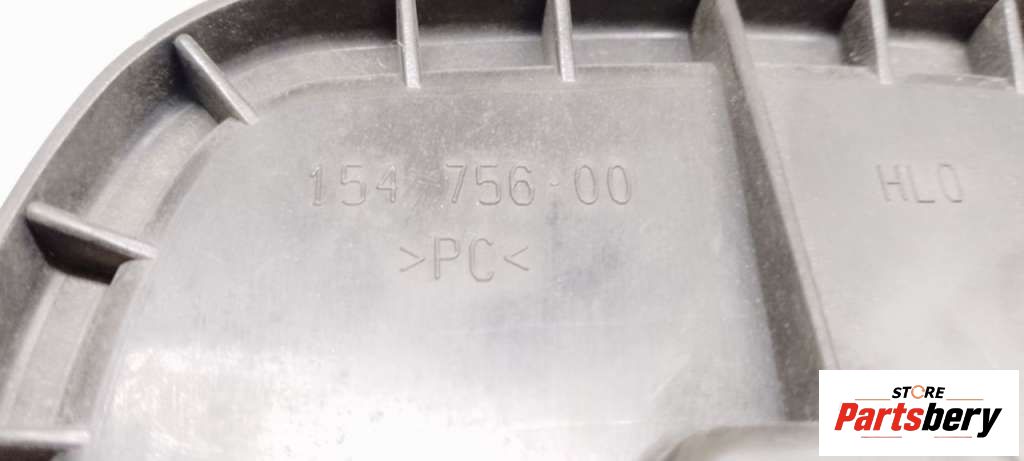 154 756-00
HL0
>PC<
STORE
Partsbery